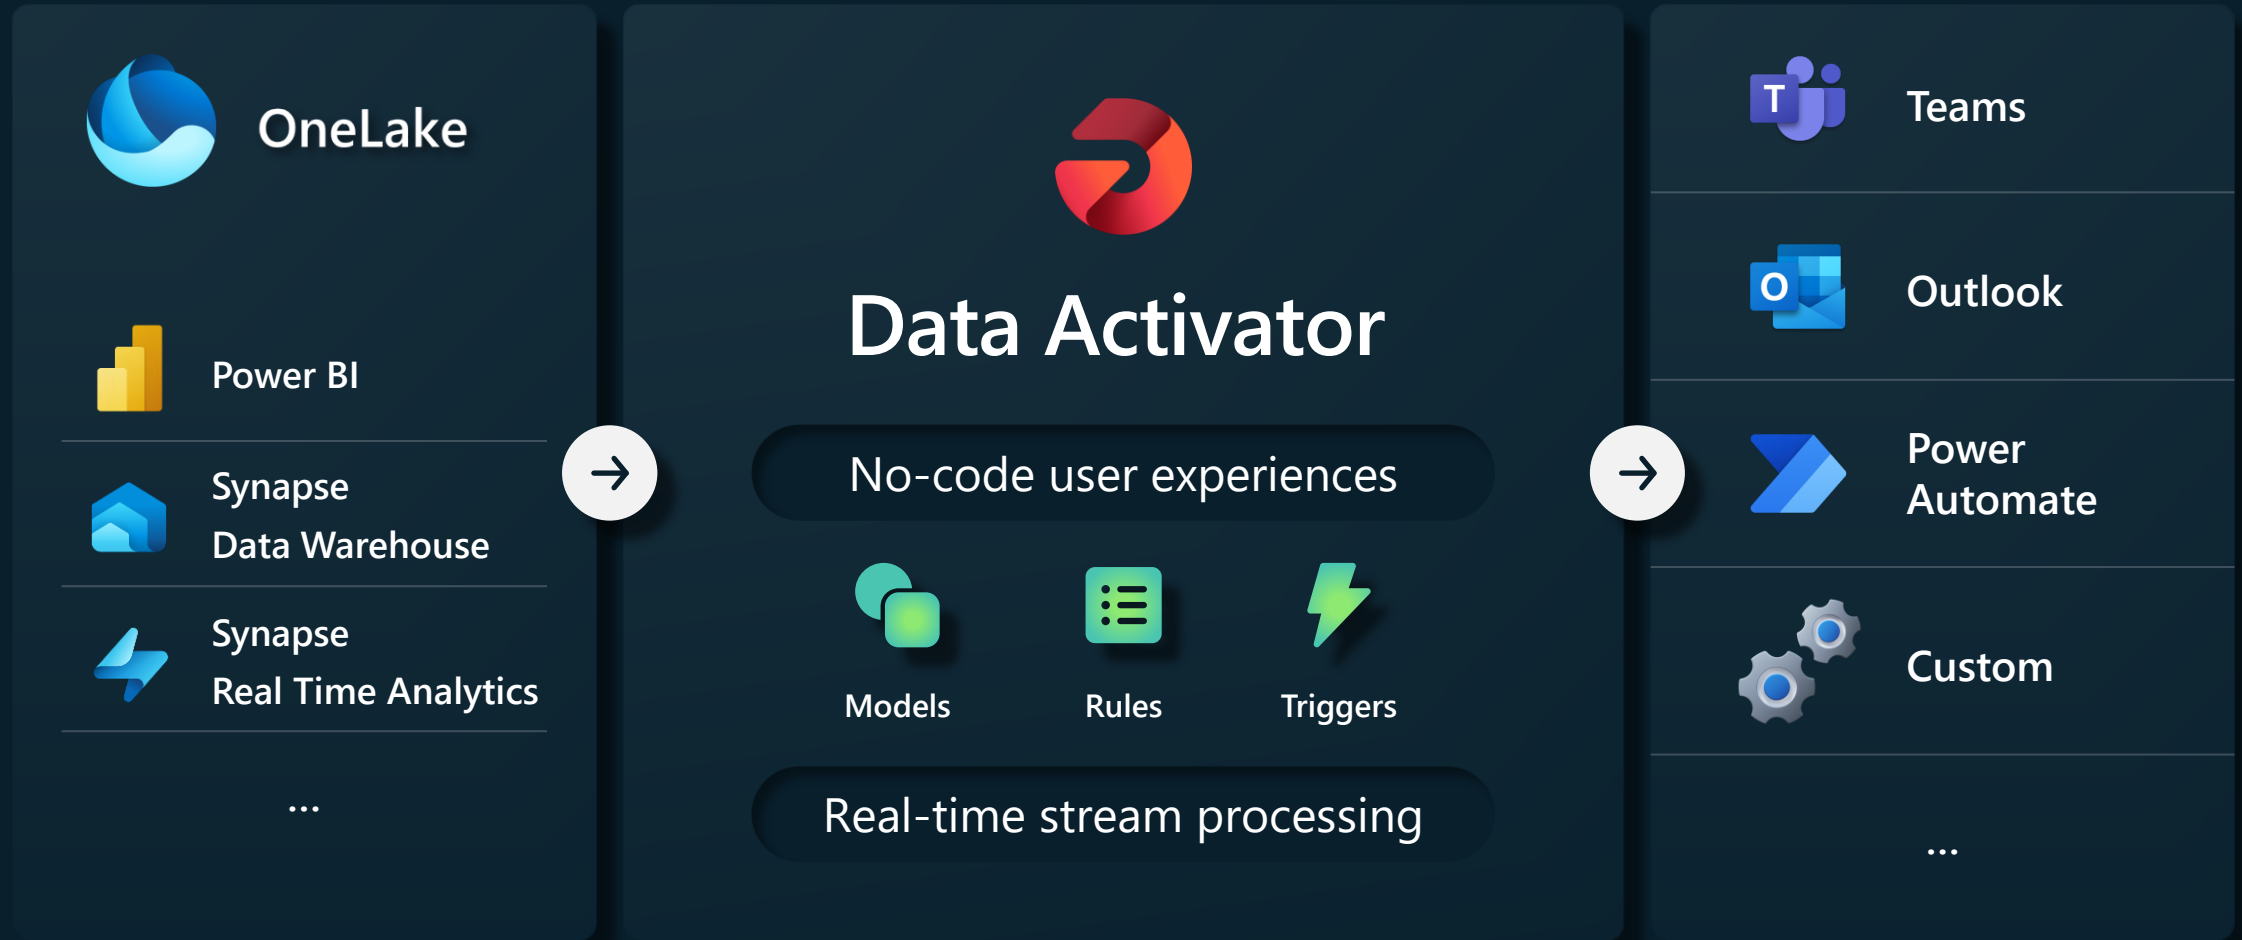 OneLake
Power BI
Synapse
Data Warehouse
Synapse
Real Time Analytics
...
Data Activator
No-code user experiences
Models
Rules
Triggers
Real-time stream processing
T
Teams
O
Outlook
Power
Automate
Custom
...